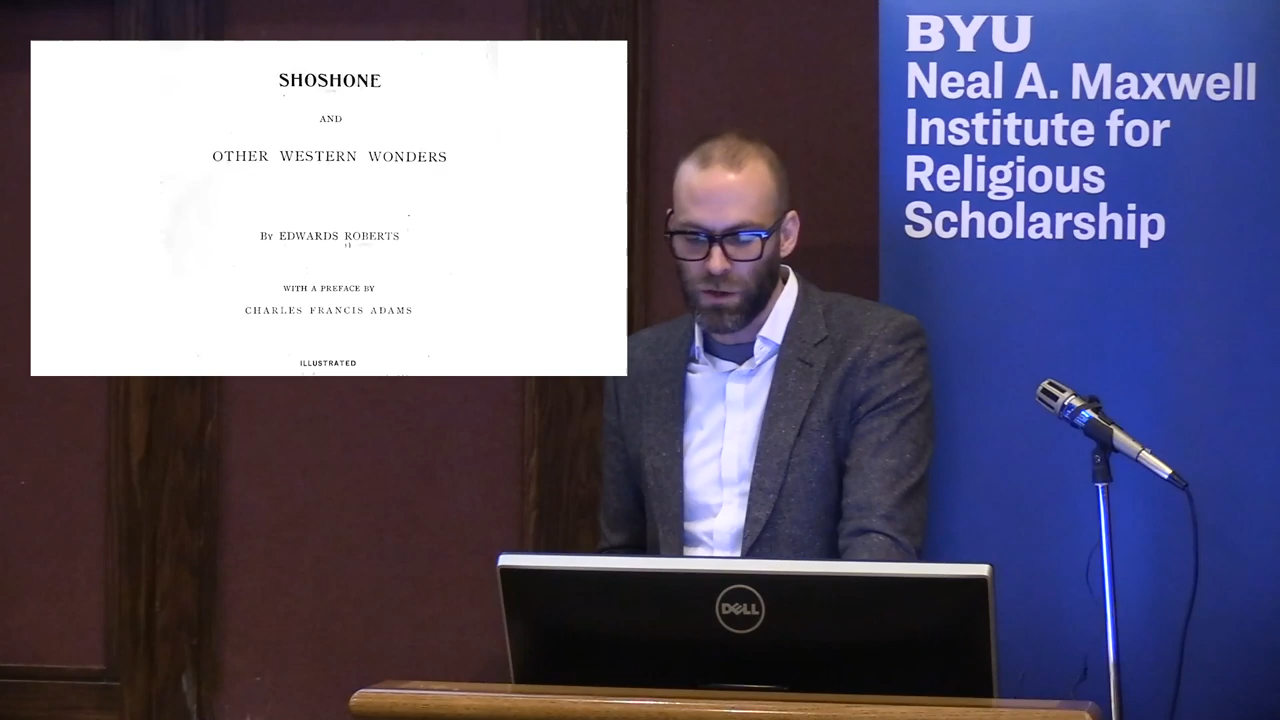 SHOSHONE
AND
OTHER WESTERN WONDERS
By EDWARDS ROBERTS
WITH A PREFACE BY
CHARLES FRANCIS ADAMS
ILLUSTRATED
BYU
Neal A. Maxwell
Institute for
Religious
Scholarship
DELL